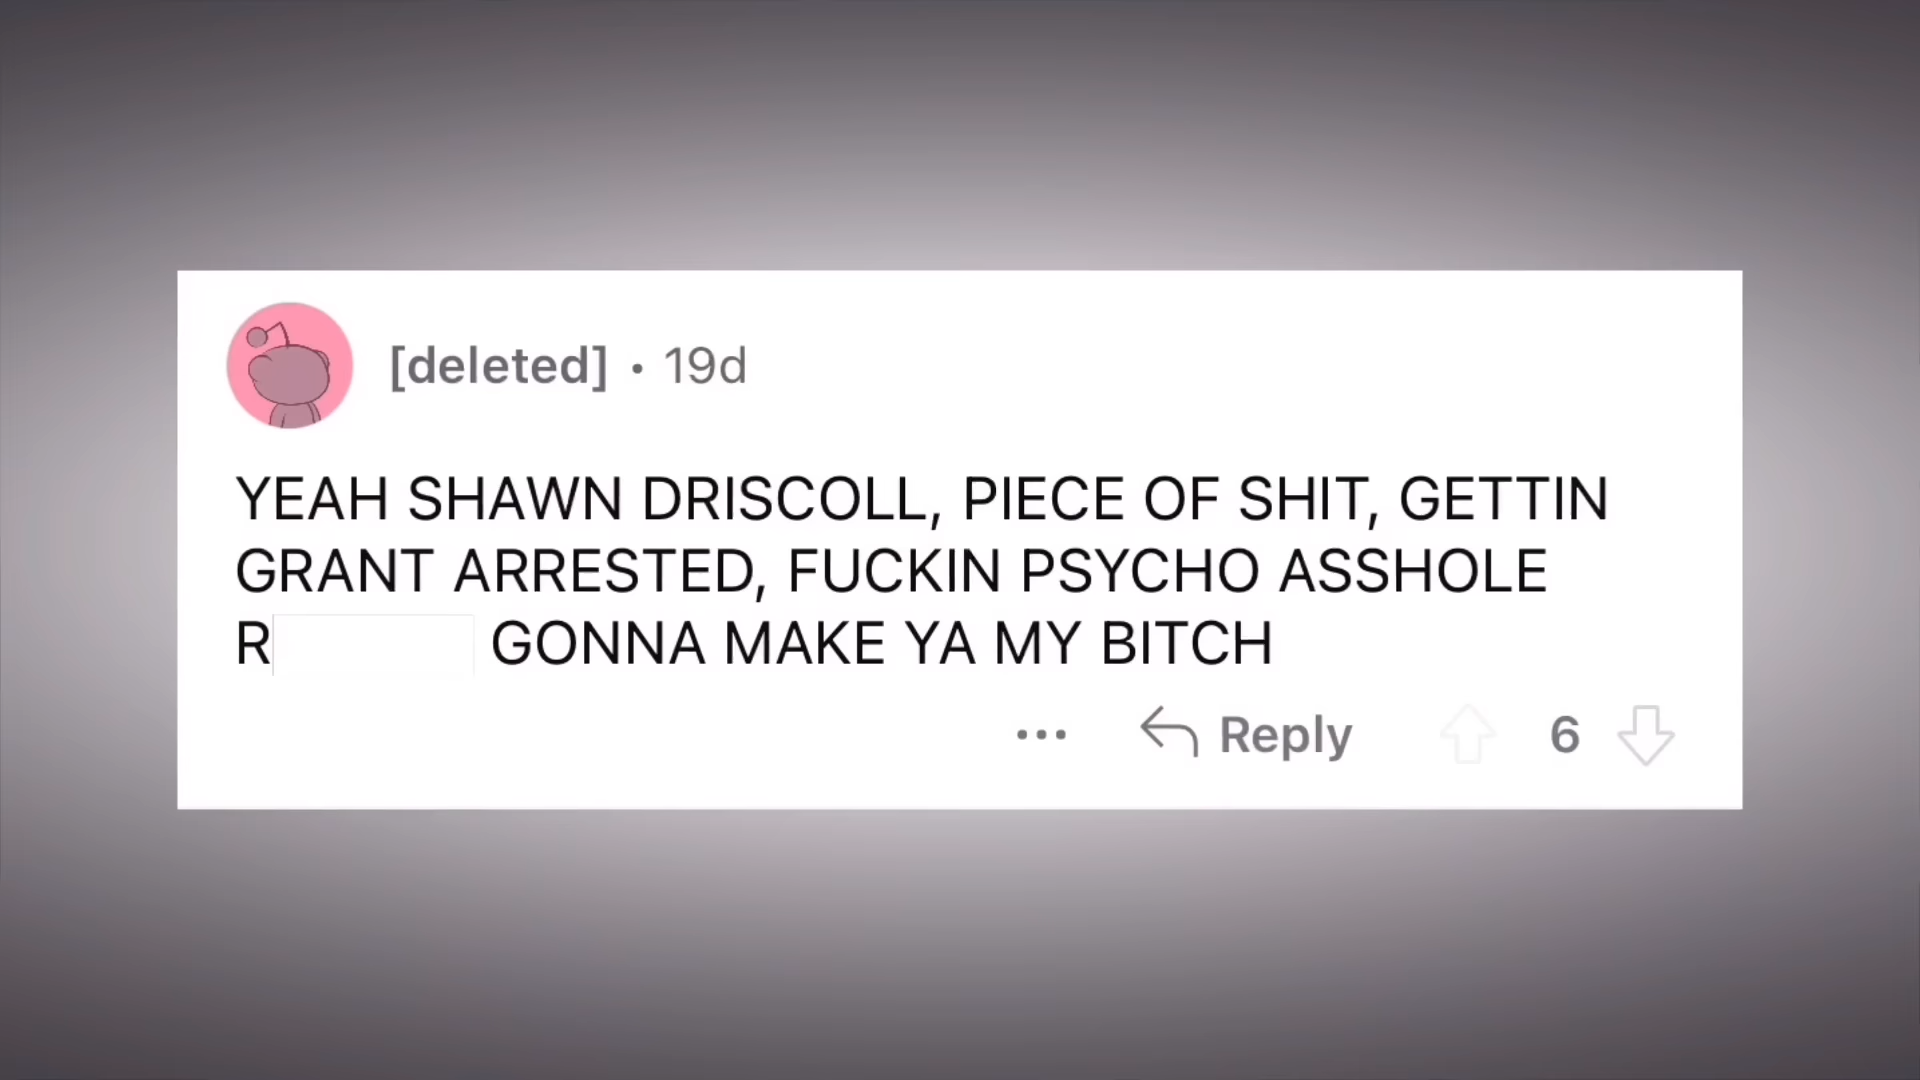 [deleted] • 19d
YEAH SHAWN DRISCOLL, PIECE OF SHIT, GETTIN
GRANT ARRESTED, FUCKIN PSYCHO ASSHOLE
R GONNA MAKE YA MY BITCH
... Reply 6